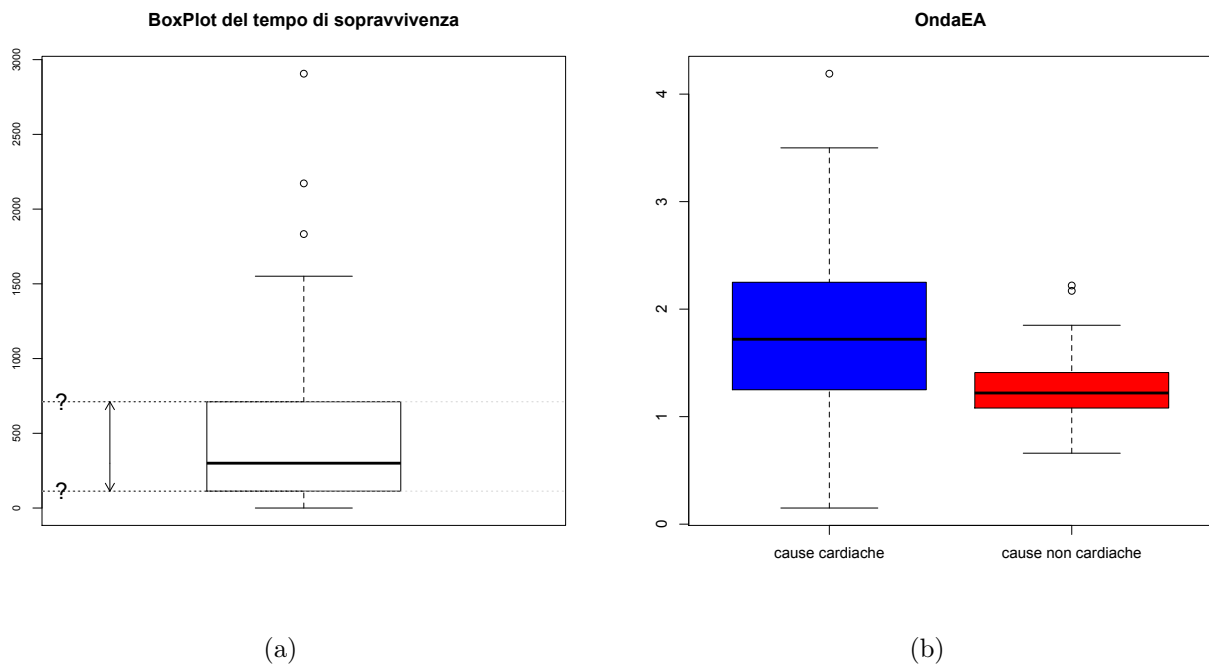 BoxPlot del tempo di sopravvivenza
3000
2500
2000
1500
1000
500
0
?
?
(a)
OndaEA
4
3
2
1
0
cause cardiache
cause non cardiache
(b)